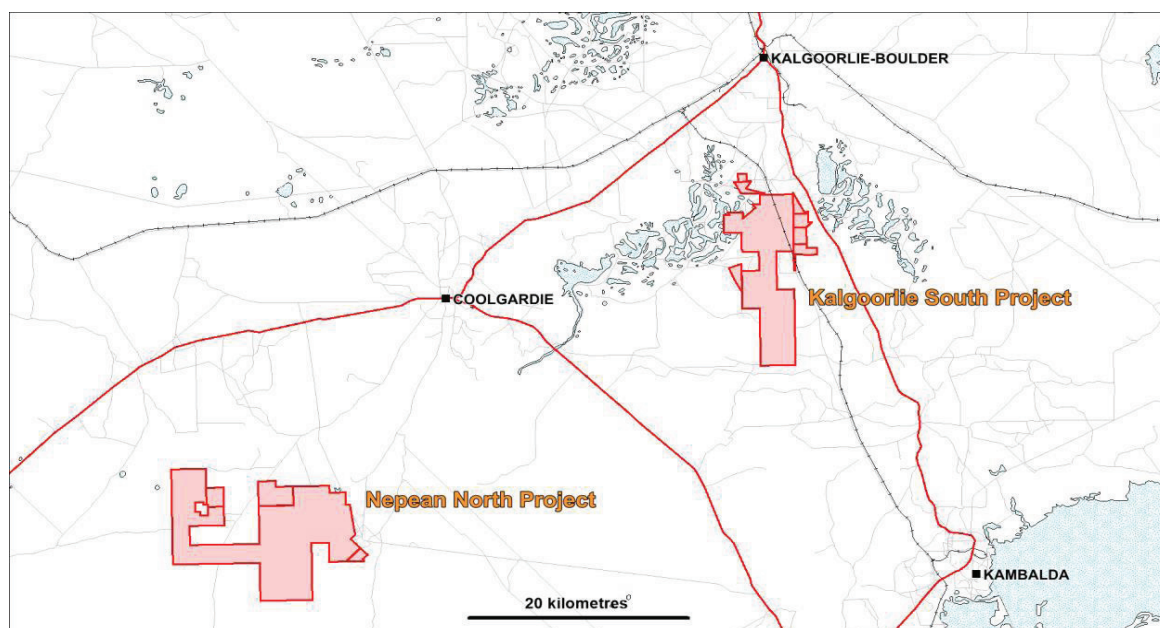 KALGOORLIE-BOULDER
COOLGARDIE
Kalgoorlie South Project
Nepean North Project
KAMBALDA
20 kilometres